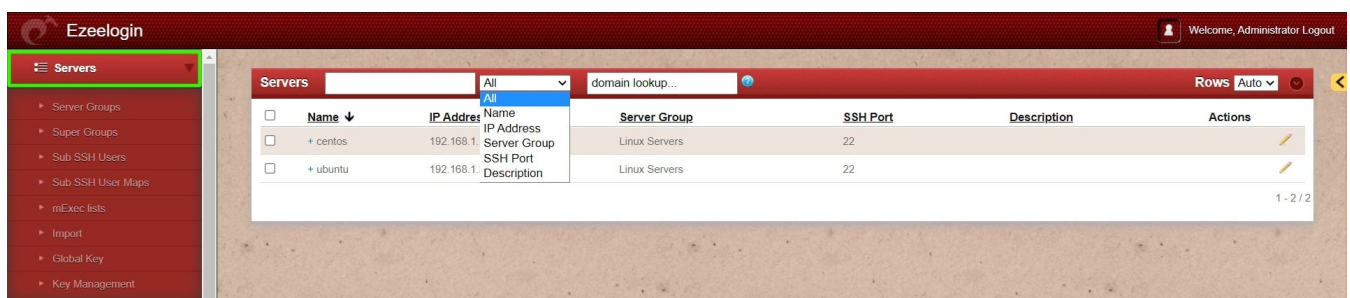 Ezeelogin
Welcome, Administrator Logout
Servers
Server Groups
Super Groups
Sub SSH Users
Sub SSH User Maps
mExec lists
Import
Global Key
Key Management
Servers All domain lookup... Rows Auto
All
Name
IP Address
Server Group
SSH Port
Description
Name IP Addres Server Group SSH Port Description Actions
+ centos 192.168.1. Linux Servers 22
+ ubuntu 192.168.1. Linux Servers 22
1 - 2 / 2